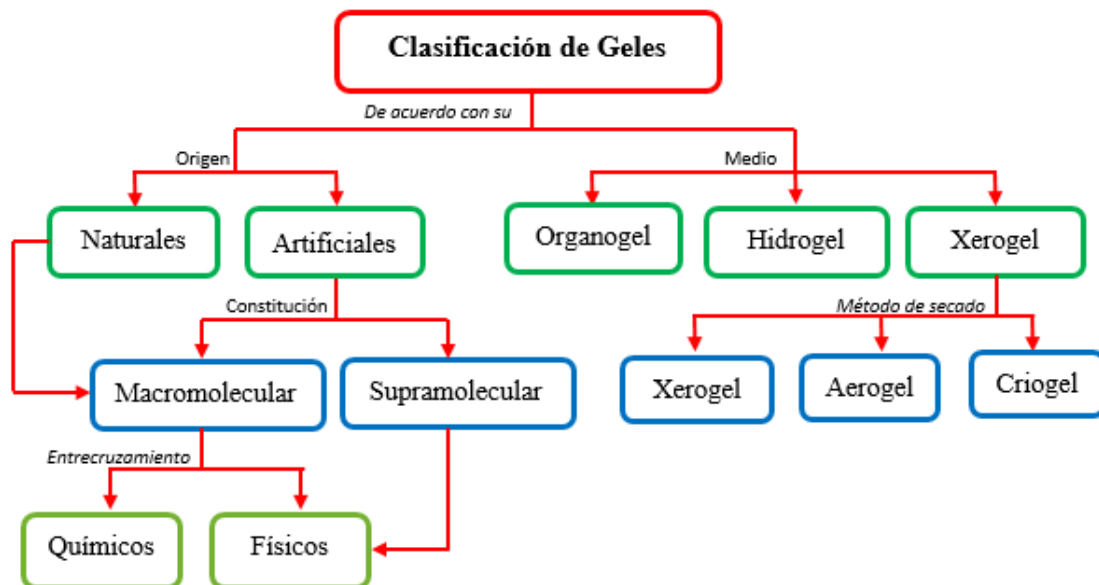 Clasificación de Geles
De acuerdo con su
Origen
Medio
Naturales
Artificiales
Organogel
Hidrogel
Xerogel
Constitución
Método de secado
Macromolecular
Supramolecular
Xerogel
Aerogel
Criogel
Entrecruzamiento
Químicos
Físicos